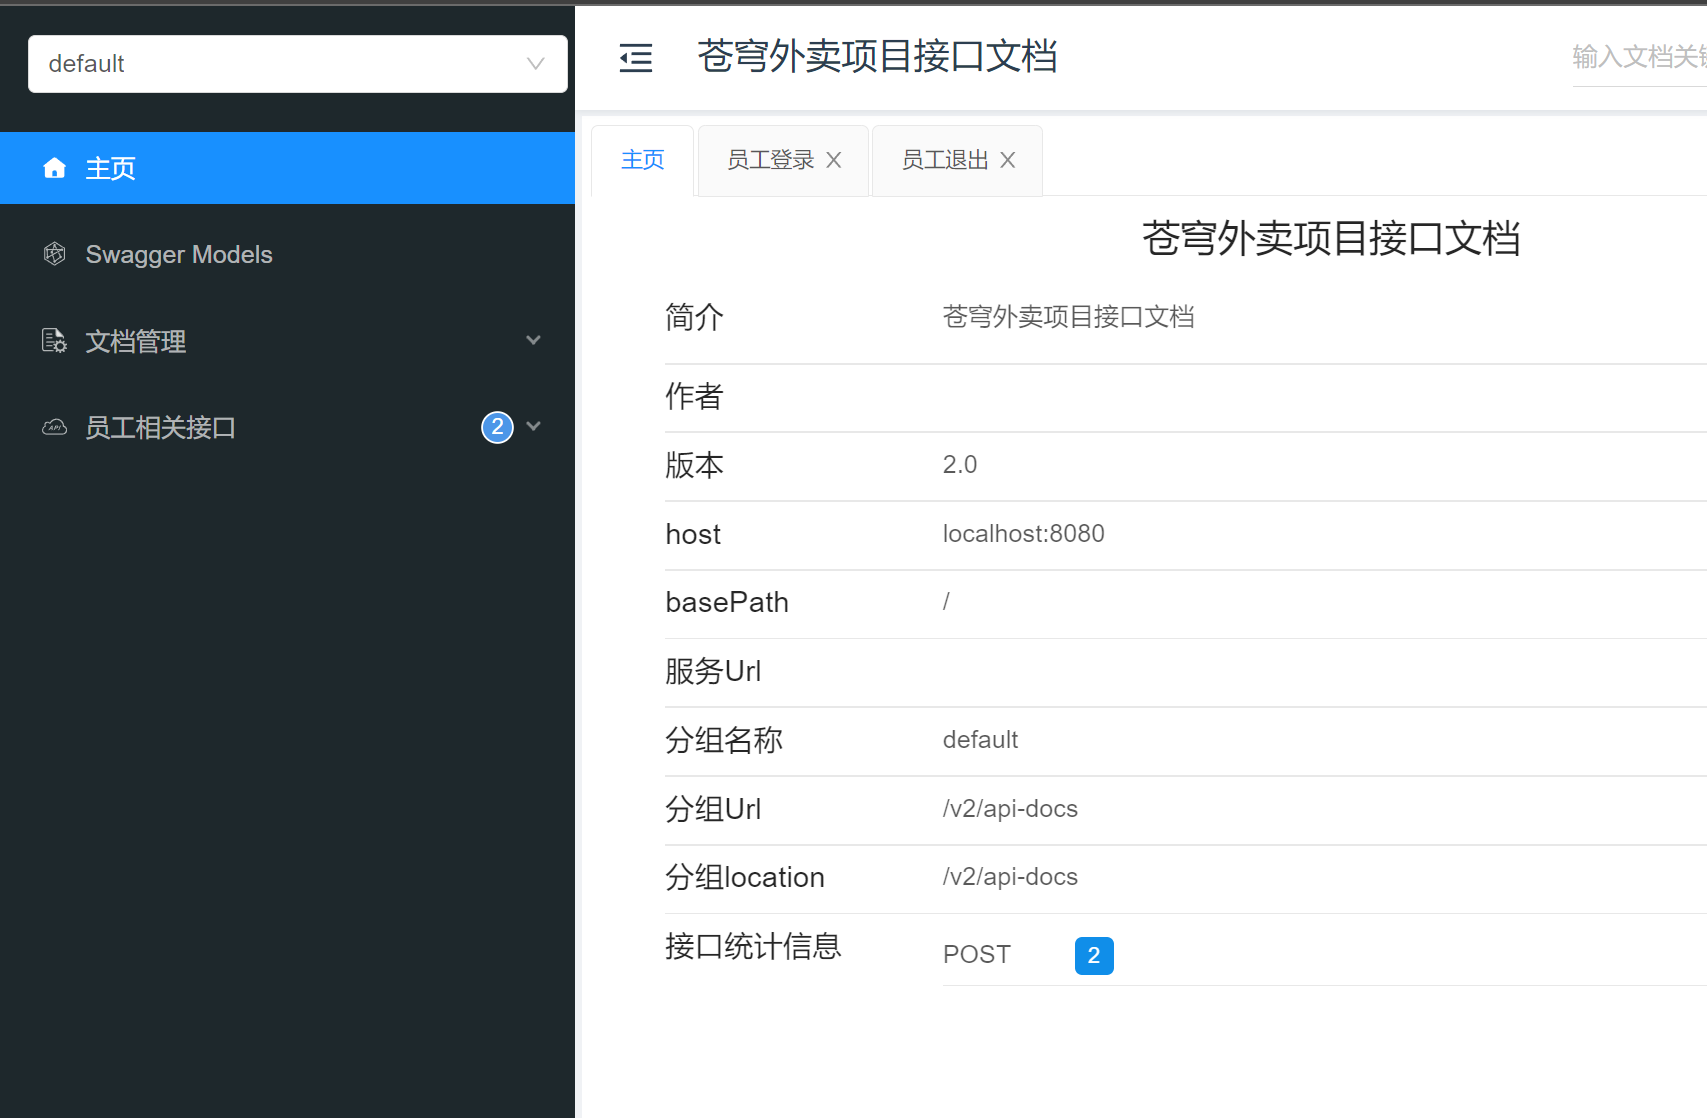 default
主页
Swagger Models
文档管理
员工相关接口 2
苍穹外卖项目接口文档
输入文档关
主页 员工登录 员工退出
苍穹外卖项目接口文档
简介 苍穹外卖项目接口文档
作者
版本 2.0
host localhost:8080
basePath /
服务Url
分组名称 default
分组Url /v2/api-docs
分组location /v2/api-docs
接口统计信息 POST 2